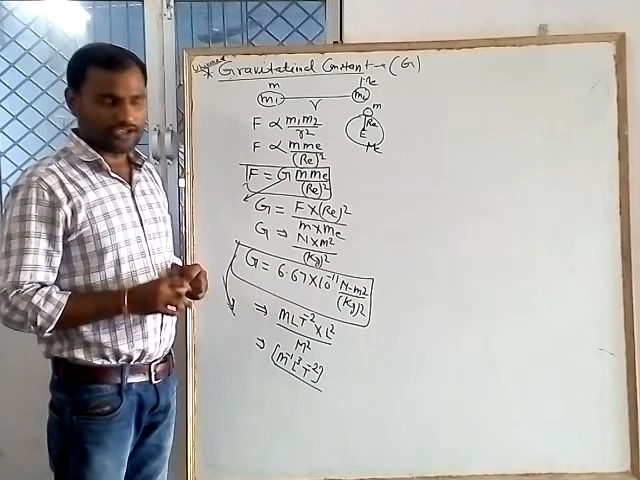 * Gravitational Constant → (G)
m Me
m1 m2
r m
F ∝ m1m2/r² Re
F ∝ mme/(Re)² E
Me
F = G mme/(Re)²
G = F×(Re)²/m×me
G ⇒ N×m²/(Kg)²
G = 6.67×10⁻¹¹ N-m²/(Kg)²
⇒ MLT⁻²×L²/M²
⇒ [M⁻¹L³T⁻²]